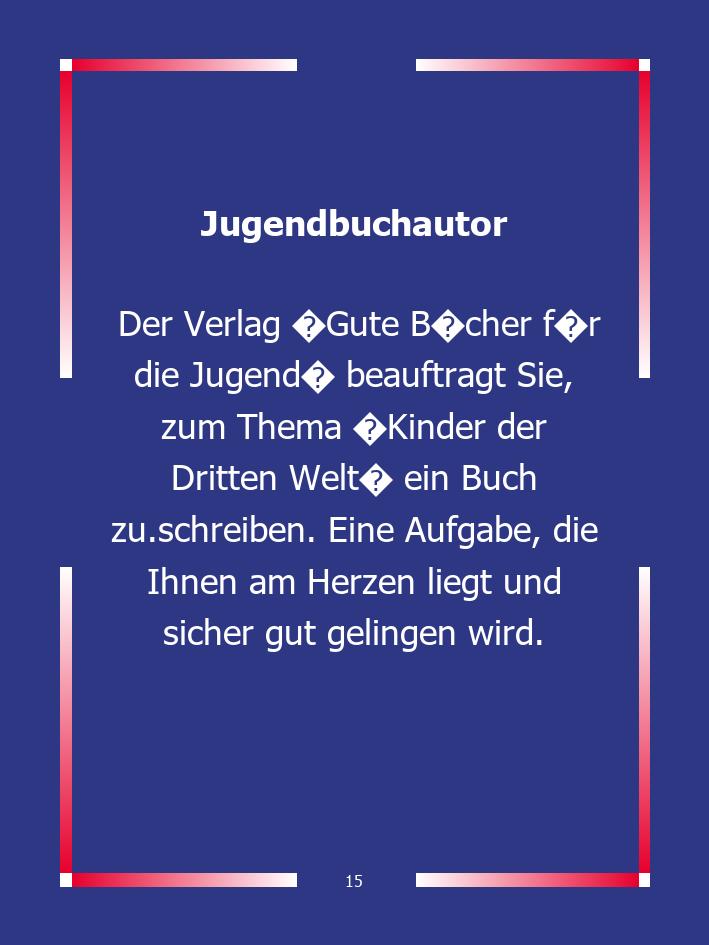 Jugendbuchautor
Der Verlag �Gute B�cher f�r
die Jugend� beauftragt Sie,
zum Thema �Kinder der
Dritten Welt� ein Buch
zu.schreiben. Eine Aufgabe, die
Ihnen am Herzen liegt und
sicher gut gelingen wird.
15